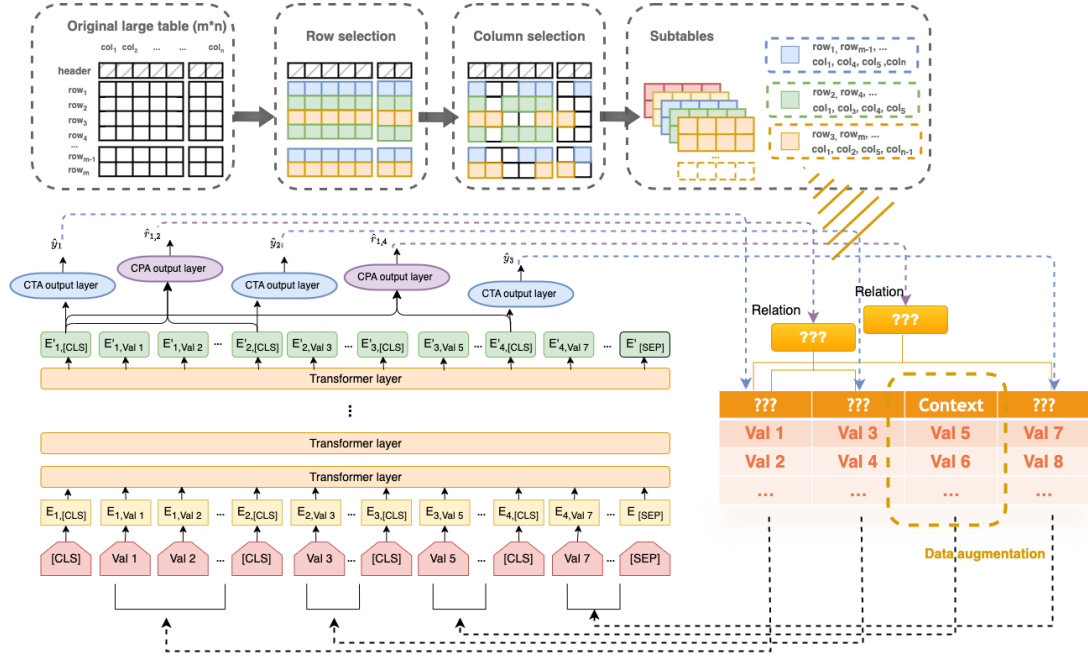 Original large table (m*n)
Row selection
Column selection
Subtables
col1 col2 ... ... coln
header
row1
row2
row3
row4
...
rowm-1
rowm
...
row1, rowm-1, ...
col1, col4, col5 ,coln
row2, row4, ...
col1, col3, col4, col5
row3, rowm, ...
col1, col2, col5, coln-1
ŷ1
r̂1,2
ŷ2
r̂1,4
ŷ3
CTA output layer
CPA output layer
CTA output layer
CPA output layer
CTA output layer
E'1,[CLS] E'1,Val 1 E'1,Val 2 ... E'2,[CLS] E'2,Val 3 ... E'3,[CLS] E'3,Val 5 ... E'4,[CLS] E'4,Val 7 ... E'[SEP]
Transformer layer
...
Transformer layer
Transformer layer
E1,[CLS] E1,Val 1 E1,Val 2 ... E2,[CLS] E2,Val 3 ... E3,[CLS] E3,Val 5 ... E4,[CLS] E4,Val 7 ... E[SEP]
[CLS] Val 1 Val 2 ... [CLS] Val 3 ... [CLS] Val 5 ... [CLS] Val 7 ... [SEP]
Relation
Relation
???
???
??? ??? Context ???
Val 1 Val 3 Val 5 Val 7
Val 2 Val 4 Val 6 Val 8
... ... ... ...
Data augmentation